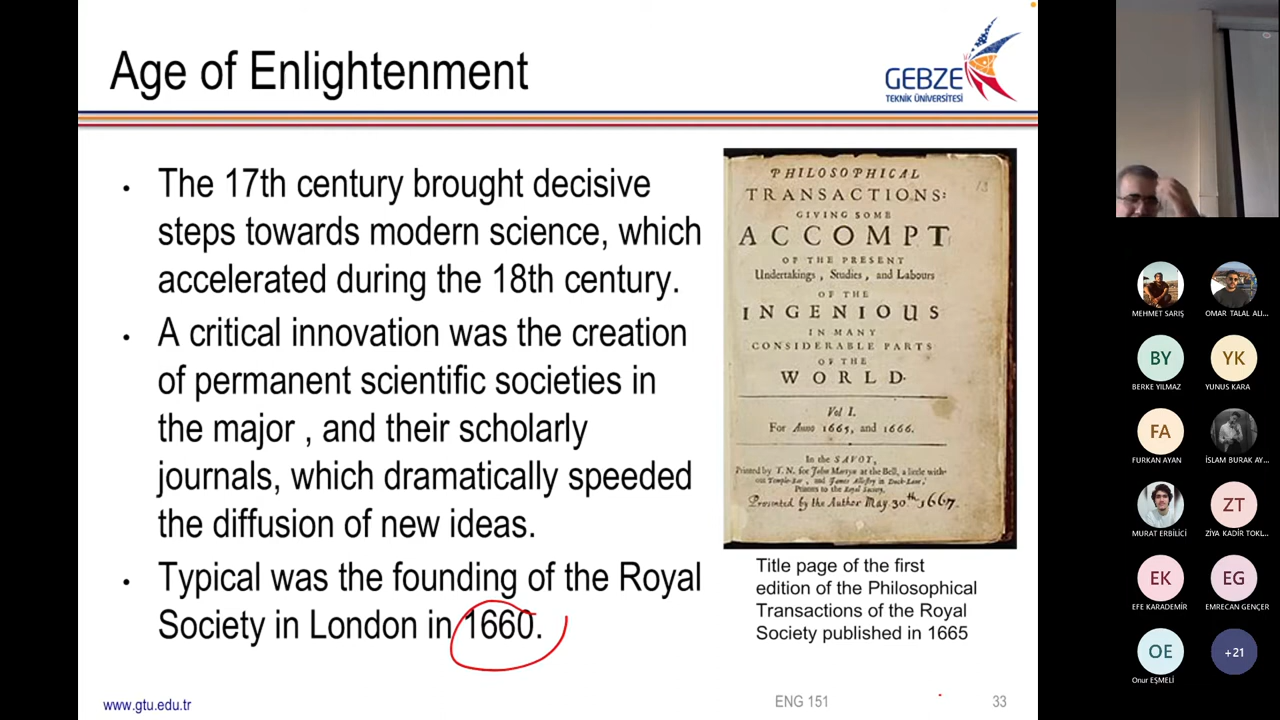 Age of Enlightenment
GEBZE
TEKNİK ÜNİVERSİTESİ
• The 17th century brought decisive
steps towards modern science, which
accelerated during the 18th century.
• A critical innovation was the creation
of permanent scientific societies in
the major , and their scholarly
journals, which dramatically speeded
the diffusion of new ideas.
• Typical was the founding of the Royal
Society in London in 1660.
PHILOSOPHICAL
TRANSACTIONS:
GIVING SOME
ACCOMPT
OF THE PRESENT
Undertakings, Studies, and Labours
OF THE
INGENIOUS
IN MANY
CONSIDERABLE PARTS
OF THE
WORLD.
Vol I.
For Anno 1665, and 1666.
In the SAVOY,
Printed by T. N. for John Martyn at the Bell, a little with-
out Temple-Bar, and James Allestry in Duck-Lane,
Printers to the Royal Society.
Presented by the Author May. 30th 1667.
13
Title page of the first
edition of the Philosophical
Transactions of the Royal
Society published in 1665
www.gtu.edu.tr
ENG 151
33
MEHMET SARIŞ
OMAR TALAL ALI...
BY
BERKE YILMAZ
YK
YUNUS KARA
FA
FURKAN AYAN
İSLAM BURAK AY...
MURAT ERBİLİCİ
ZT
ZİYA KADİR TOKL...
EK
EFE KARADEMİR
EG
EMRECAN GENÇER
OE
Onur EŞMELİ
+21